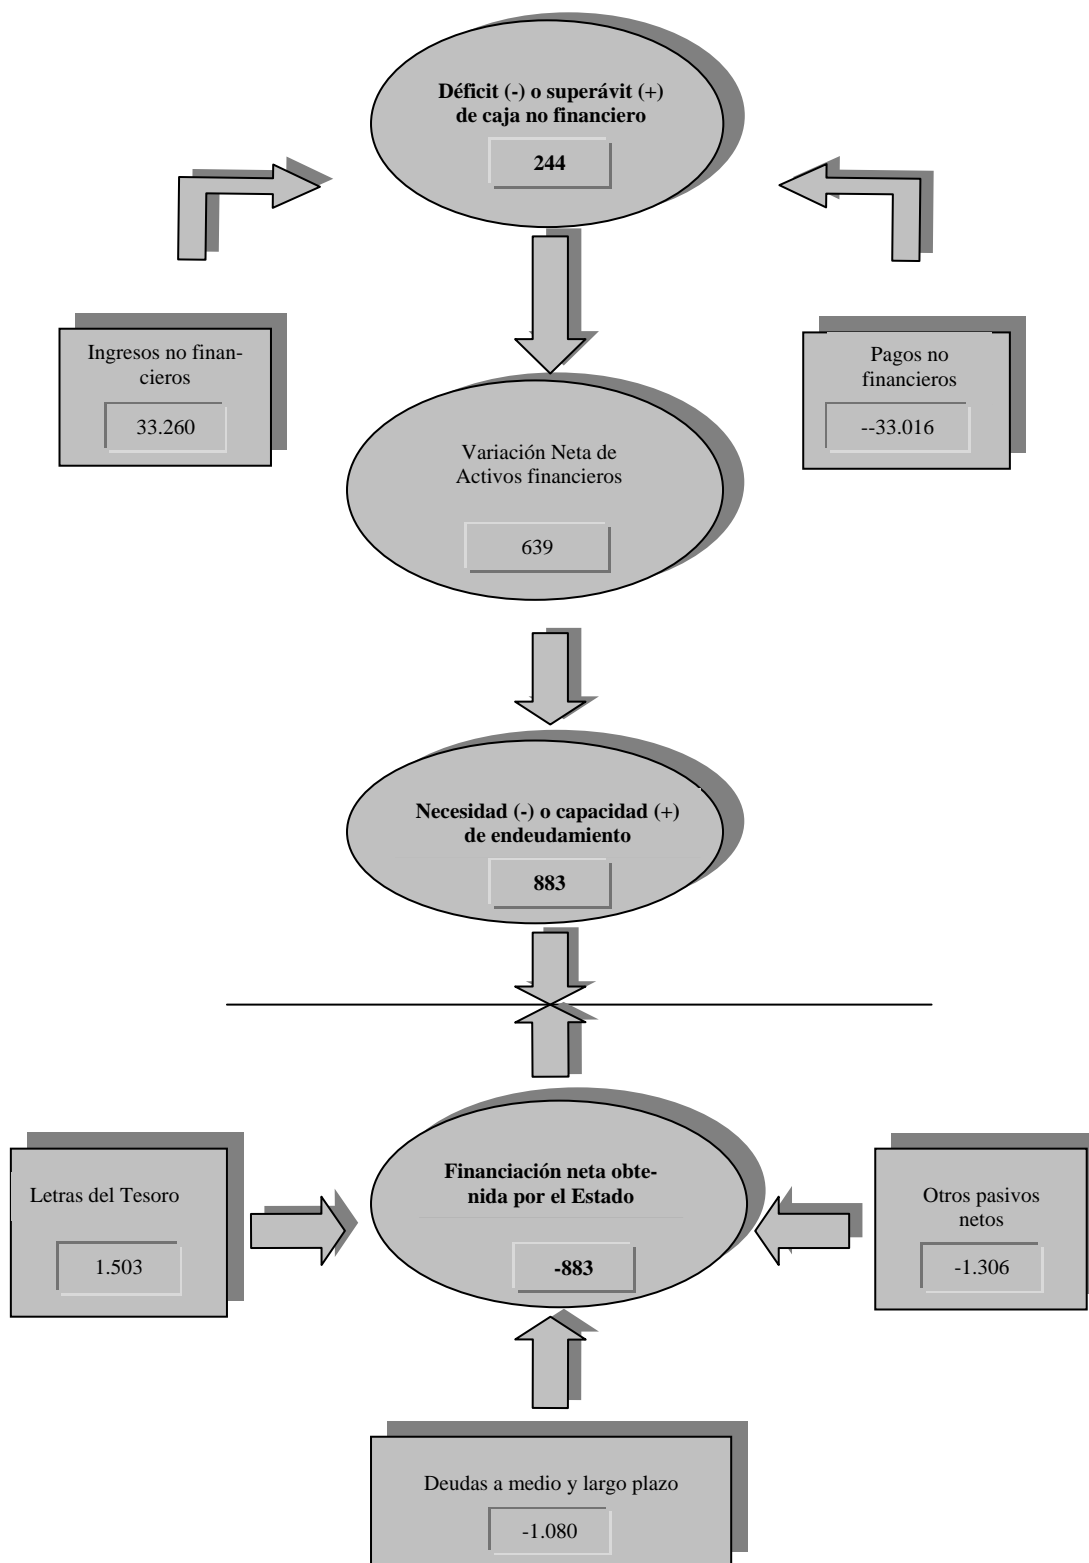 Déficit (-) o superávit (+)
de caja no financiero
244
Ingresos no finan-
cieros
33.260
Pagos no
financieros
--33.016
Variación Neta de
Activos financieros
639
Necesidad (-) o capacidad (+)
de endeudamiento
883
Financiación neta obte-
nida por el Estado
-883
Letras del Tesoro
1.503
Otros pasivos
netos
-1.306
Deudas a medio y largo plazo
-1.080